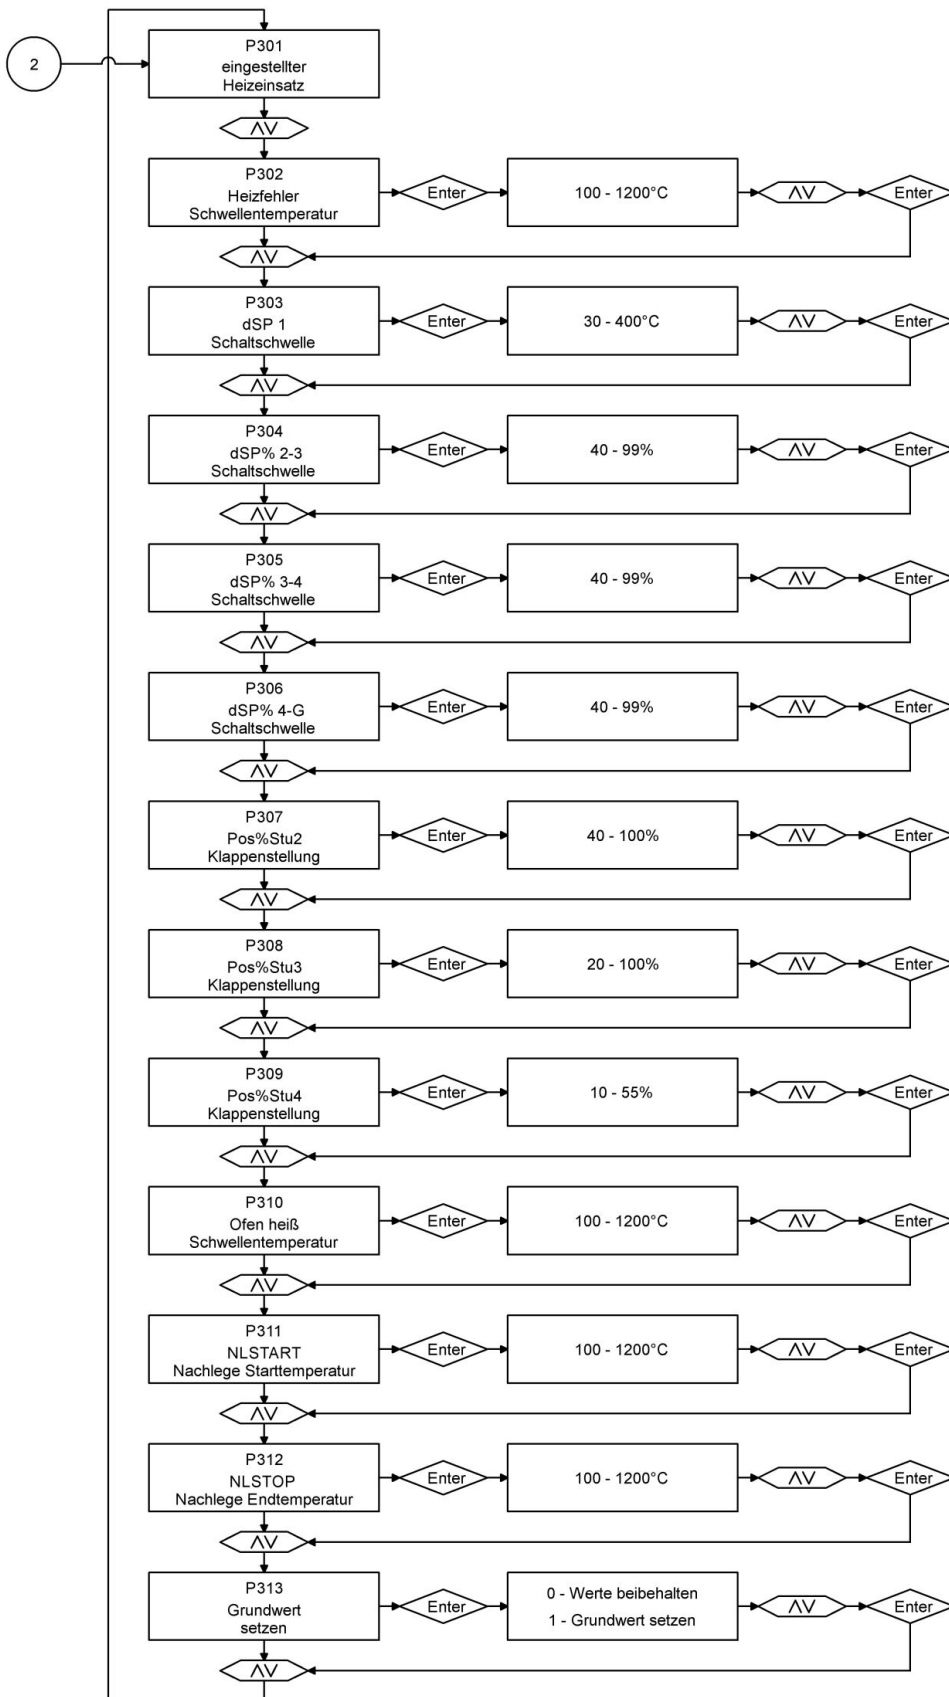 2
P301
eingestellter
Heizeinsatz
ΛV
P302
Heizfehler
Schwellentemperatur
Enter
100 - 1200°C
ΛV
Enter
ΛV
P303
dSP 1
Schaltschwelle
Enter
30 - 400°C
ΛV
Enter
ΛV
P304
dSP% 2-3
Schaltschwelle
Enter
40 - 99%
ΛV
Enter
ΛV
P305
dSP% 3-4
Schaltschwelle
Enter
40 - 99%
ΛV
Enter
ΛV
P306
dSP% 4-G
Schaltschwelle
Enter
40 - 99%
ΛV
Enter
ΛV
P307
Pos%Stu2
Klappenstellung
Enter
40 - 100%
ΛV
Enter
ΛV
P308
Pos%Stu3
Klappenstellung
Enter
20 - 100%
ΛV
Enter
ΛV
P309
Pos%Stu4
Klappenstellung
Enter
10 - 55%
ΛV
Enter
ΛV
P310
Ofen heiß
Schwellentemperatur
Enter
100 - 1200°C
ΛV
Enter
ΛV
P311
NLSTART
Nachlege Starttemperatur
Enter
100 - 1200°C
ΛV
Enter
ΛV
P312
NLSTOP
Nachlege Endtemperatur
Enter
100 - 1200°C
ΛV
Enter
ΛV
P313
Grundwert
setzen
Enter
0 - Werte beibehalten
1 - Grundwert setzen
ΛV
Enter
ΛV